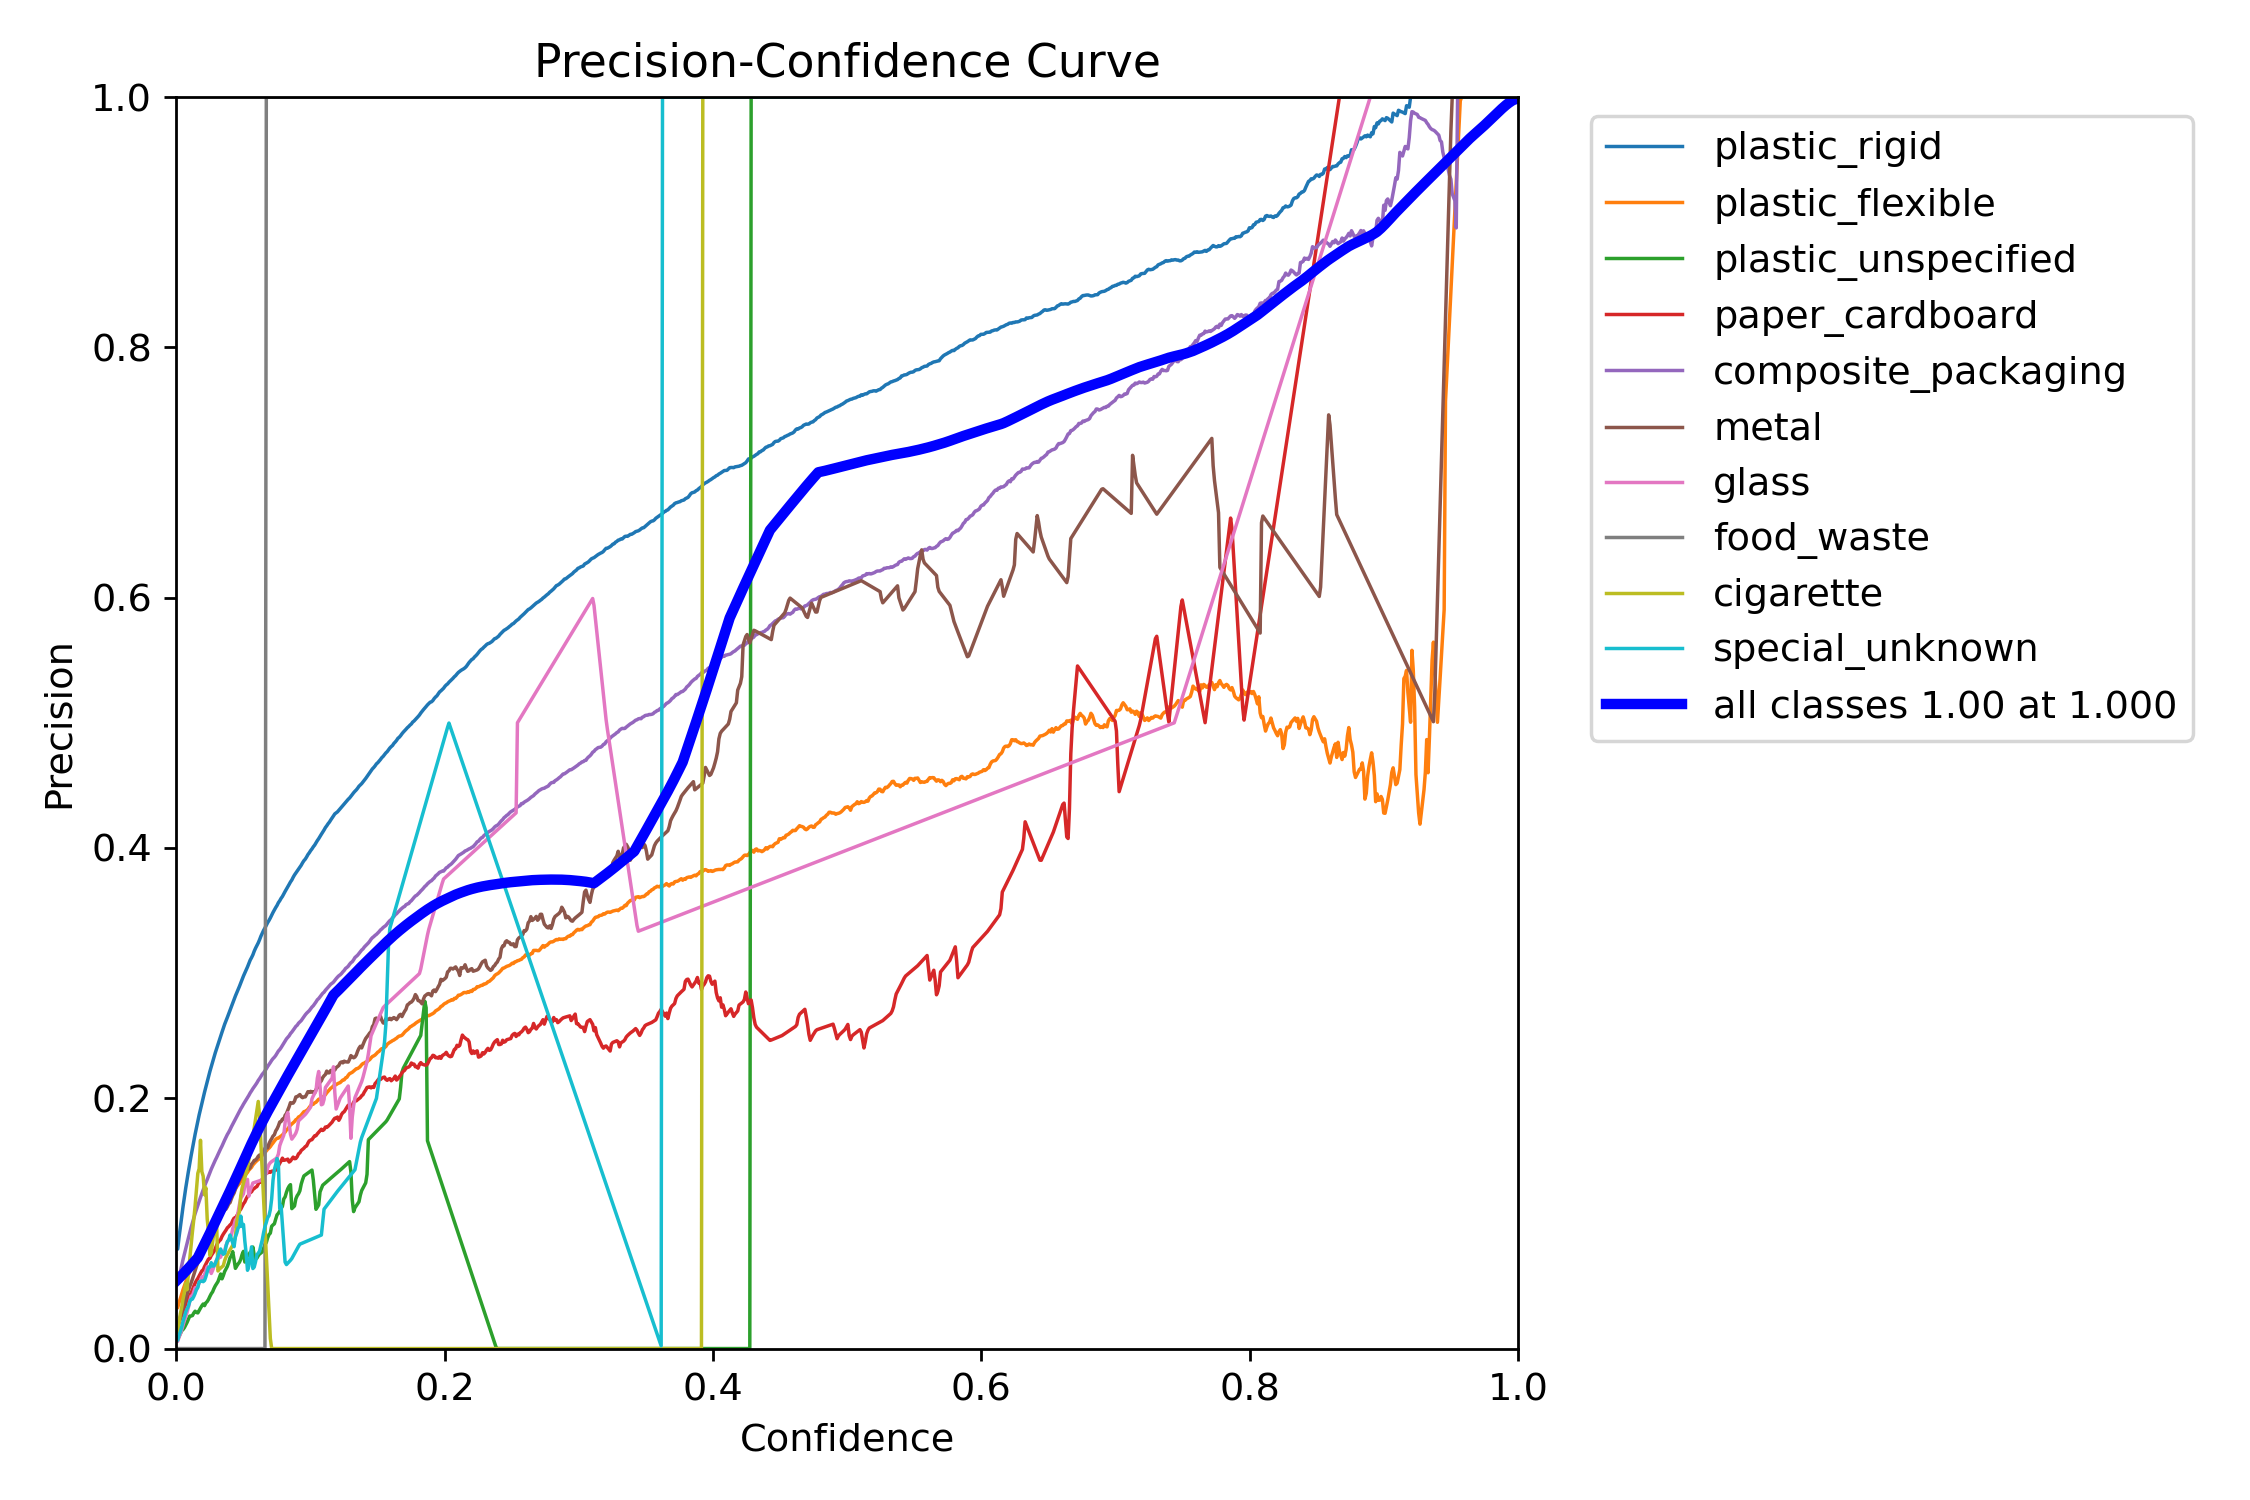 Precision-Confidence Curve
1.0
0.8
0.6
0.4
0.2
0.0
Precision
0.0 0.2 0.4 0.6 0.8 1.0
Confidence
plastic_rigid
plastic_flexible
plastic_unspecified
paper_cardboard
composite_packaging
metal
glass
food_waste
cigarette
special_unknown
all classes 1.00 at 1.000